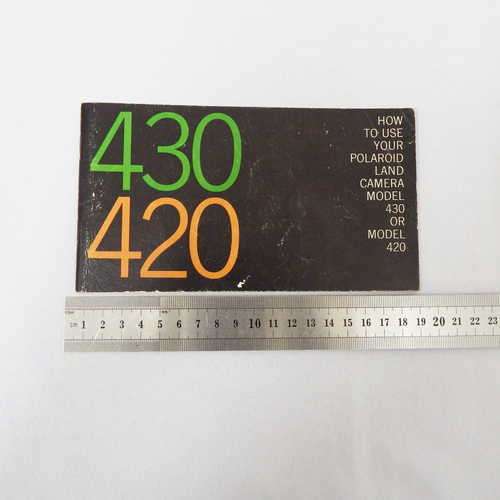 430
420
HOW
TO USE
YOUR
POLAROID
LAND
CAMERA
MODEL
430
OR
MODEL
420
1 2 3 4 5 6 7 8 9 10 11 12 13 14 15 16 17 18 19 20 21 22 23